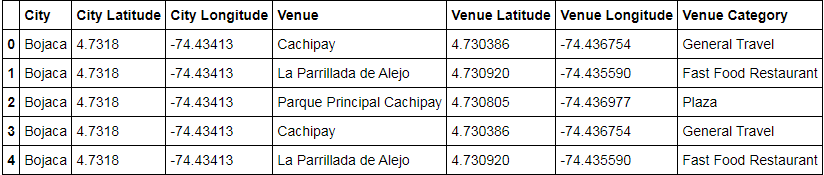 City City Latitude City Longitude Venue Venue Latitude Venue Longitude Venue Category
0 Bojaca 4.7318 -74.43413 Cachipay 4.730386 -74.436754 General Travel
1 Bojaca 4.7318 -74.43413 La Parrillada de Alejo 4.730920 -74.435590 Fast Food Restaurant
2 Bojaca 4.7318 -74.43413 Parque Principal Cachipay 4.730805 -74.436977 Plaza
3 Bojaca 4.7318 -74.43413 Cachipay 4.730386 -74.436754 General Travel
4 Bojaca 4.7318 -74.43413 La Parrillada de Alejo 4.730920 -74.435590 Fast Food Restaurant